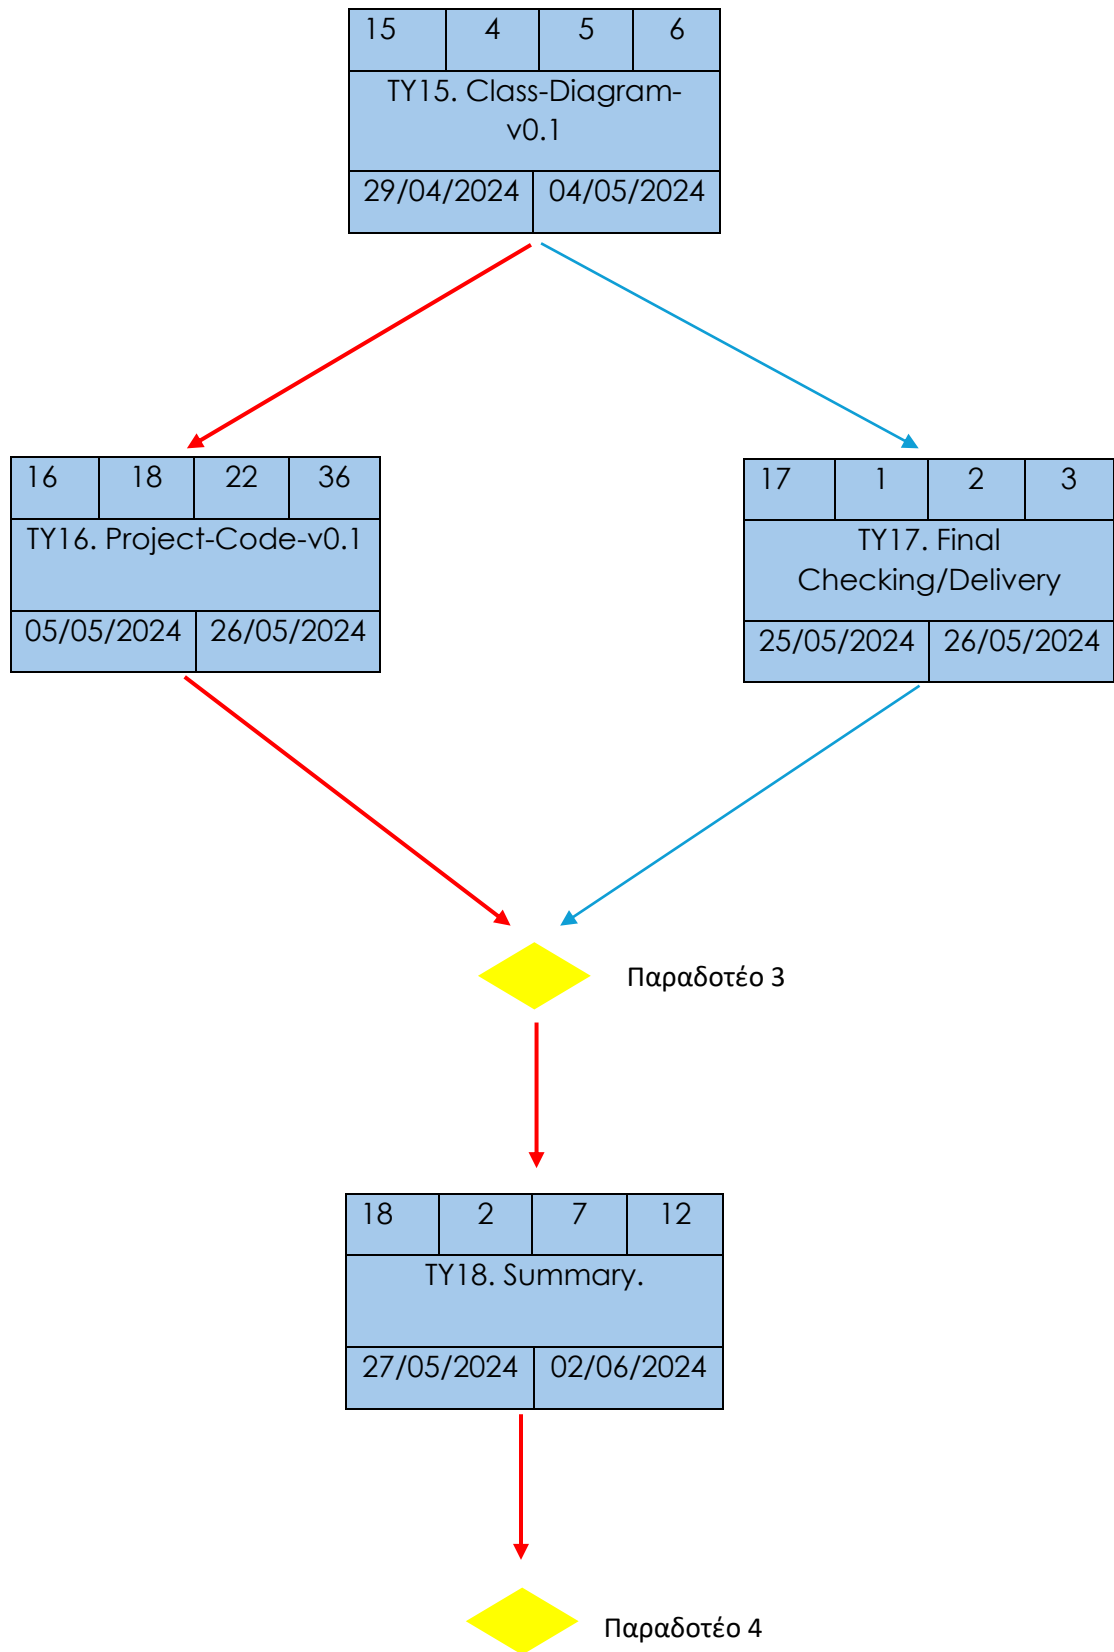 15 4 5 6
TY15. Class-Diagram-
v0.1
29/04/2024 04/05/2024
16 18 22 36
TY16. Project-Code-v0.1
05/05/2024 26/05/2024
17 1 2 3
TY17. Final
Checking/Delivery
25/05/2024 26/05/2024
Παραδοτέο 3
18 2 7 12
TY18. Summary.
27/05/2024 02/06/2024
Παραδοτέο 4